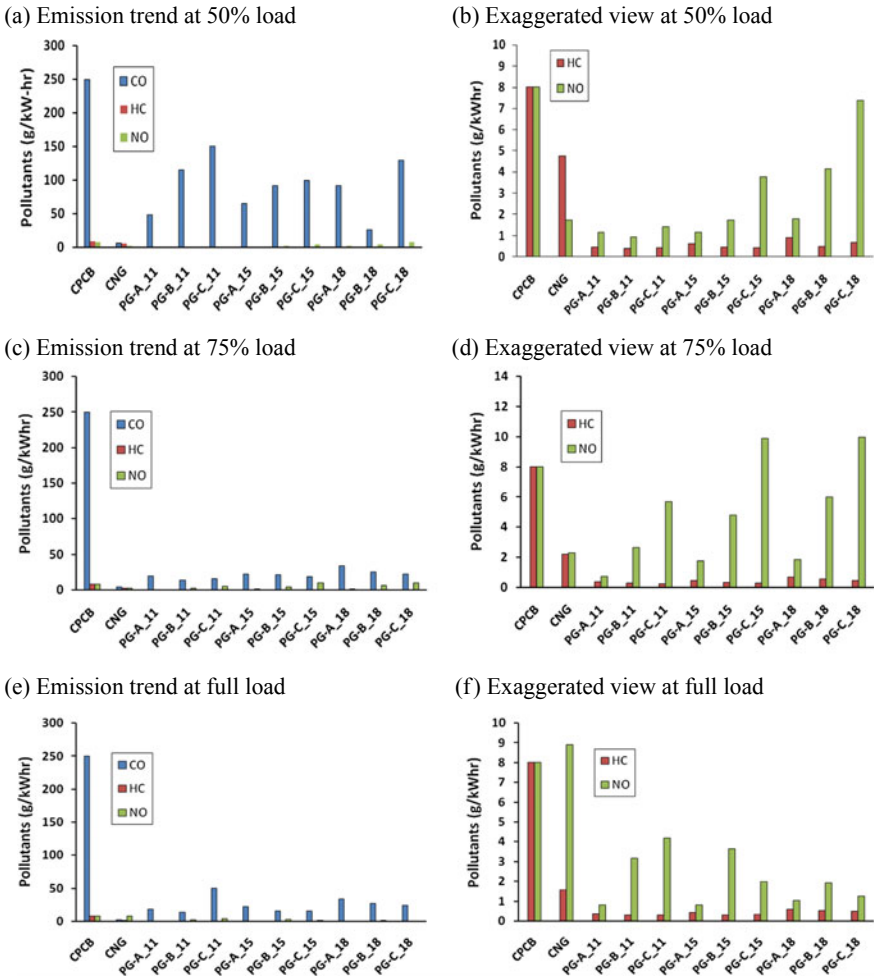 (a) Emission trend at 50% load
300
250
200
150
100
50
0
Pollutants (g/kW-hr)
CO
HC
NO
CPCB
CNG
PG-A_11
PG-B_11
PG-C_11
PG-A_15
PG-B_15
PG-C_15
PG-A_18
PG-B_18
PG-C_18
(b) Exaggerated view at 50% load
10
9
8
7
6
5
4
3
2
1
0
Pollutants (g/kWhr)
HC
NO
CPCB
CNG
PG-A_11
PG-B_11
PG-C_11
PG-A_15
PG-B_15
PG-C_15
PG-A_18
PG-B_18
PG-C_18
(c) Emission trend at 75% load
300
250
200
150
100
50
0
Pollutants (g/kWhr)
CO
HC
NO
CPCB
CNG
PG-A_11
PG-B_11
PG-C_11
PG-A_15
PG-B_15
PG-C_15
PG-A_18
PG-B_18
PG-C_18
(d) Exaggerated view at 75% load
14
12
10
8
6
4
2
0
Pollutants (g/kWhr)
HC
NO
CPCB
CNG
PG-A_11
PG-B_11
PG-C_11
PG-A_15
PG-B_15
PG-C_15
PG-A_18
PG-B_18
PG-C_18
(e) Emission trend at full load
300
250
200
150
100
50
0
Pollutants (g/kWhr)
CO
HC
NO
CPCB
CNG
PG-A_11
PG-B_11
PG-C_11
PG-A_15
PG-B_15
PG-C_15
PG-A_18
PG-B_18
PG-C_18
(f) Exaggerated view at full load
10
9
8
7
6
5
4
3
2
1
0
Pollutants (g/kWhr)
HC
NO
CPCB
CNG
PG-A_11
PG-B_11
PG-C_11
PG-A_15
PG-B_15
PG-C_15
PG-A_18
PG-B_18
PG-C_18